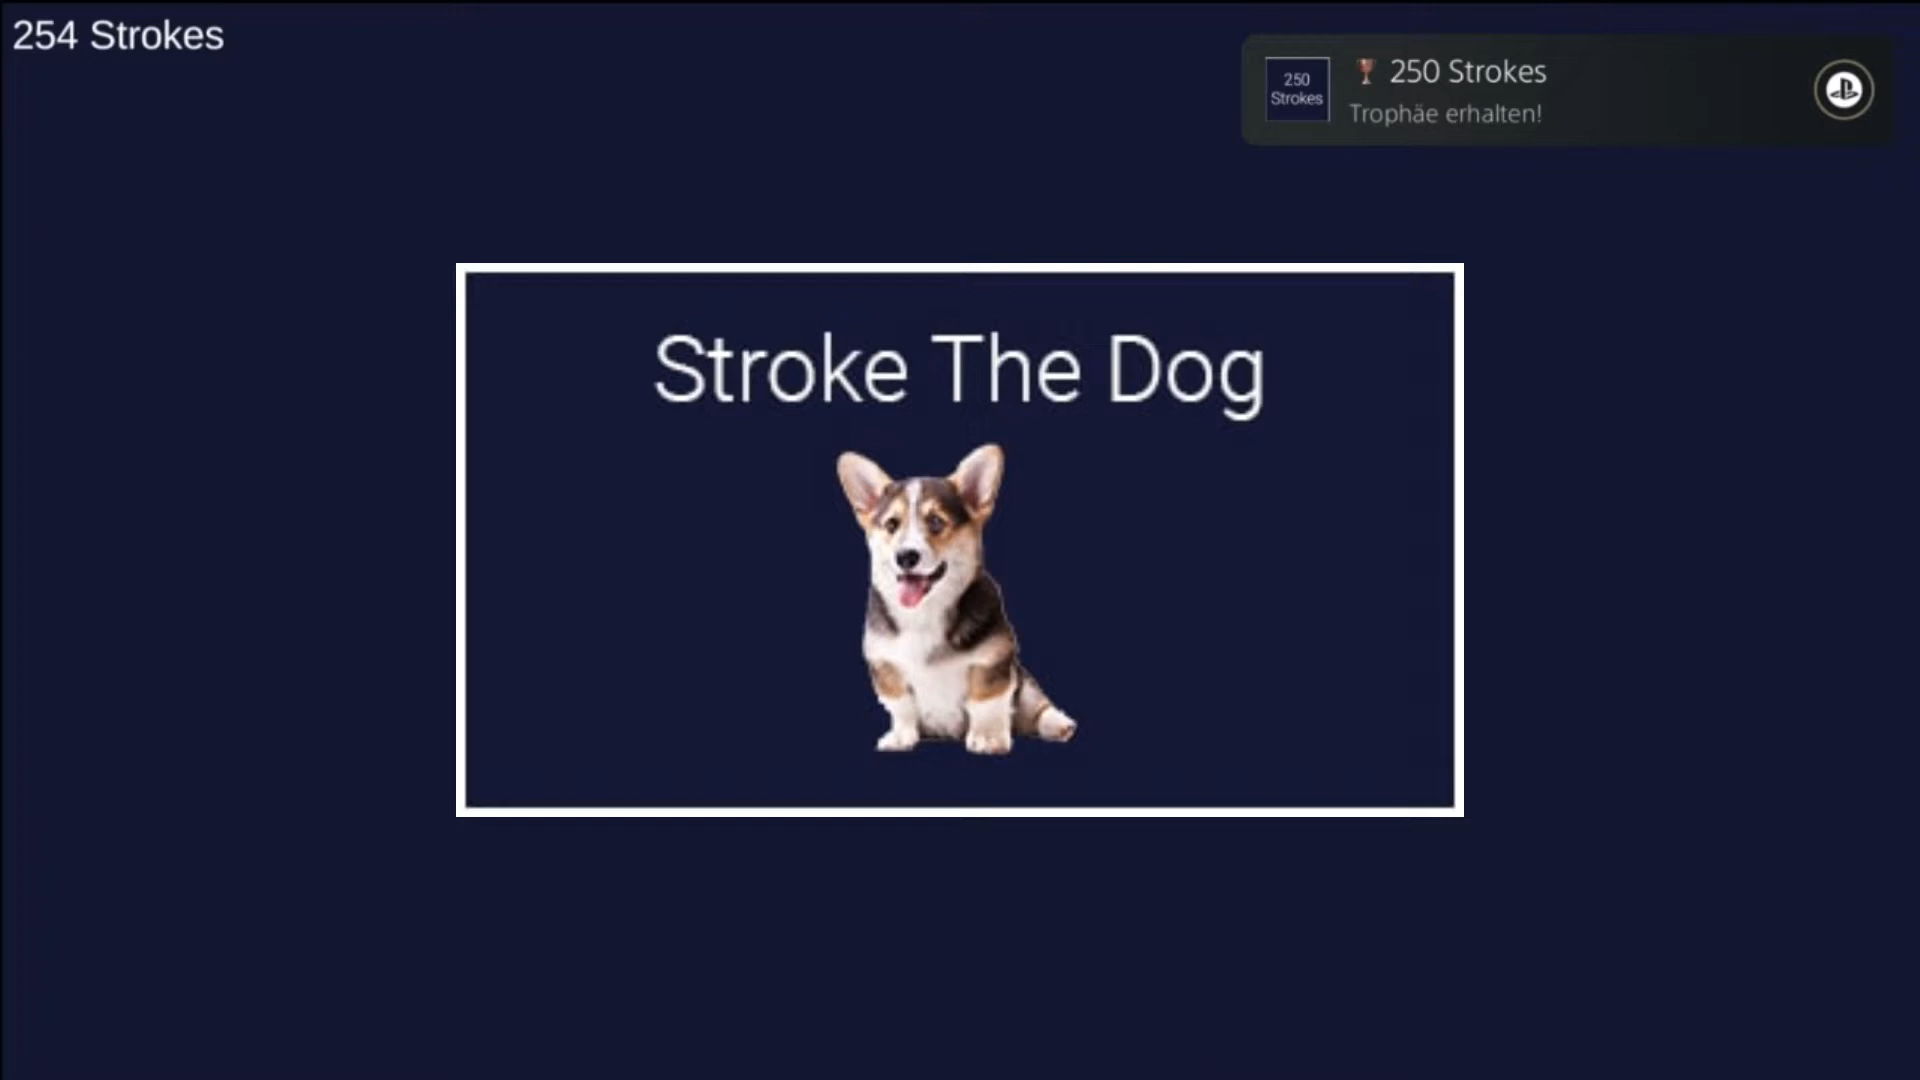 254 Strokes
250
Strokes
250 Strokes
Trophäe erhalten!
Stroke The Dog